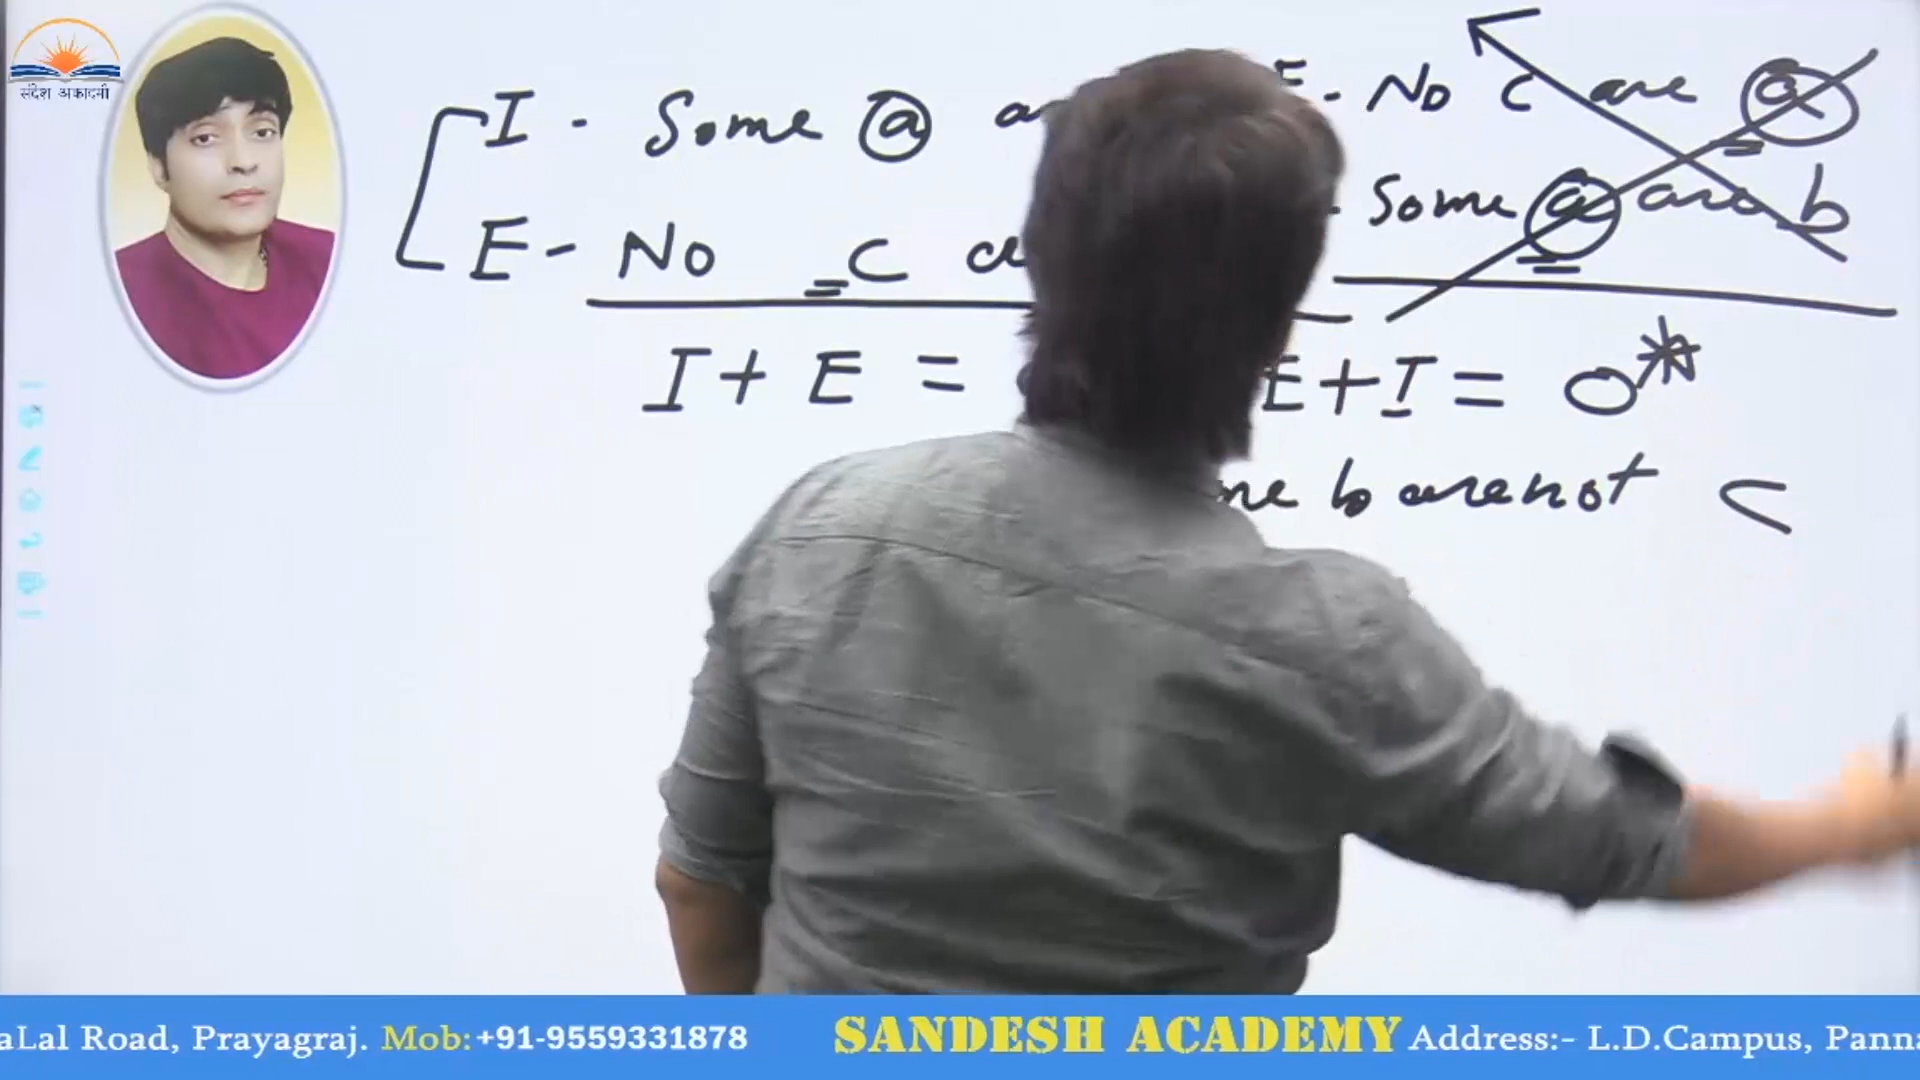 संदेश अकादमी
I - Some a
E - No C
I + E =
- No C are a
Some a are b
E + I = O*
b are not C
aLal Road, Prayagraj. Mob: +91-9559331878 SANDESH ACADEMY Address:- L.D.Campus, Panna